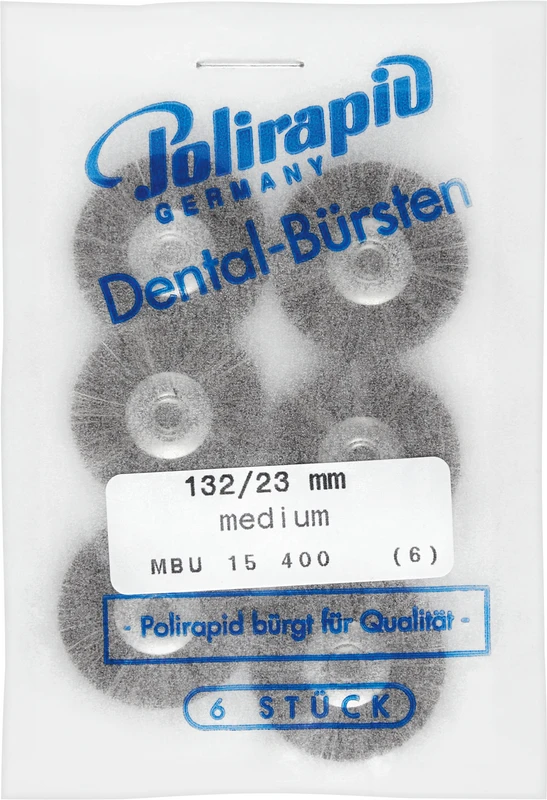 Polirapid
GERMANY
Dental-Bürsten
132/23 mm
medium
MBU 15 400 (6)
- Polirapid bürgt für Qualität -
6 STÜCK